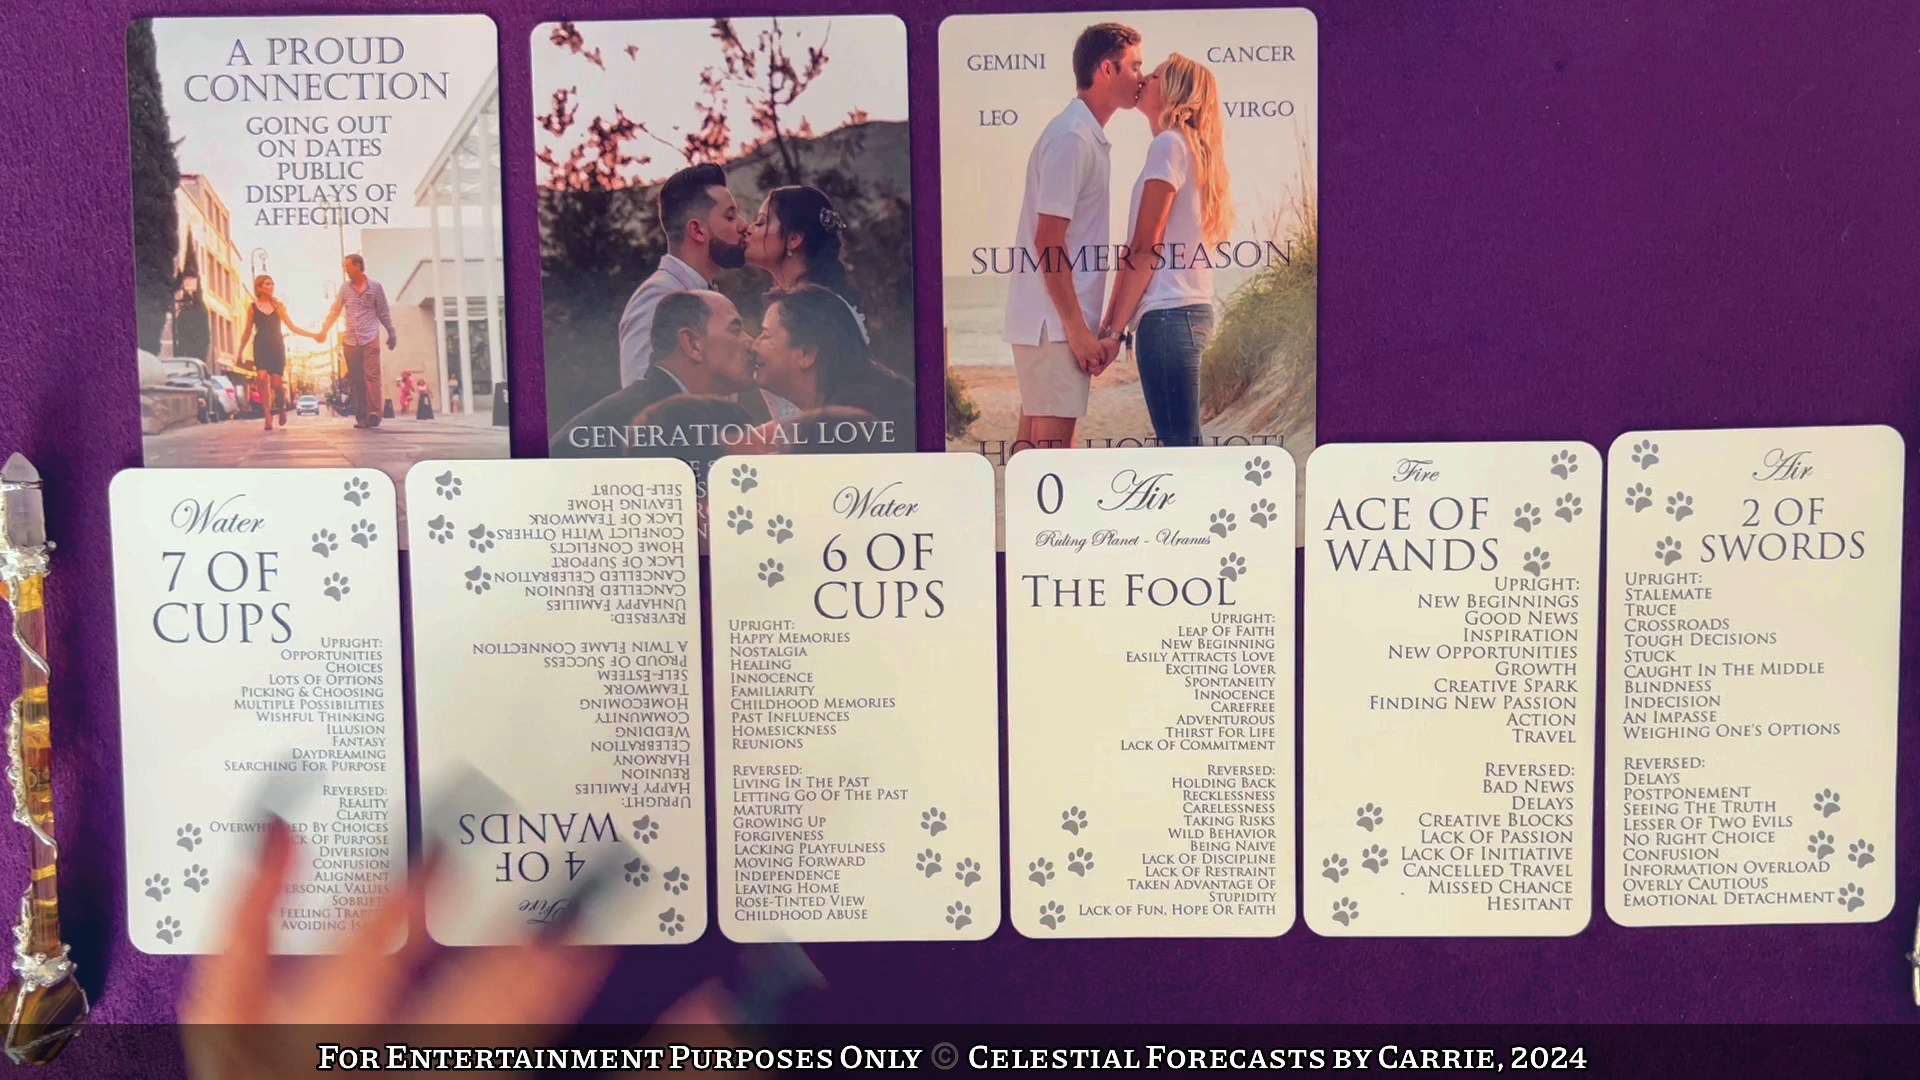 A PROUD
CONNECTION
GOING OUT
ON DATES
PUBLIC
DISPLAYS OF
AFFECTION
GENERATIONAL LOVE
GEMINI
CANCER
LEO
VIRGO
SUMMER SEASON
HOT, HOT, HOT!
Water
7 OF
CUPS
UPRIGHT:
OPPORTUNITIES
CHOICES
LOTS OF OPTIONS
PICKING & CHOOSING
MULTIPLE POSSIBILITIES
WISHFUL THINKING
ILLUSION
FANTASY
DAYDREAMING
SEARCHING FOR PURPOSE
REVERSED:
REALITY
CLARITY
OVERWHELMED BY CHOICES
LACK OF PURPOSE
DIVERSION
CONFUSION
ALIGNMENT
PERSONAL VALUES
FEELING
Fire
4 OF
WANDS
UPRIGHT:
HAPPY FAMILIES
REUNION
HARMONY
CELEBRATION
WEDDING
COMMUNITY
HOMECOMING
TEAMWORK
SELF-ESTEEM
PROUD OF SUCCESS
A TWIN FLAME CONNECTION
REVERSED:
UNHAPPY FAMILIES
CANCELLED REUNION
CANCELLED CELEBRATION
LACK OF SUPPORT
HOME CONFLICTS
CONFLICT WITH OTHERS
LACK OF TEAMWORK
LEAVING HOME
SELF-DOUBT
Water
6 OF
CUPS
UPRIGHT:
HAPPY MEMORIES
NOSTALGIA
HEALING
INNOCENCE
FAMILIARITY
CHILDHOOD MEMORIES
PAST INFLUENCES
HOMESICKNESS
REUNIONS
REVERSED:
LIVING IN THE PAST
LETTING GO OF THE PAST
MATURITY
GROWING UP
FORGIVENESS
LACKING PLAYFULNESS
MOVING FORWARD
INDEPENDENCE
LEAVING HOME
ROSE-TINTED VIEW
CHILDHOOD ABUSE
0 Air
Ruling Planet - Uranus
THE FOOL
UPRIGHT:
LEAP OF FAITH
NEW BEGINNING
EASILY ATTRACTS LOVE
EXCITING LOVER
SPONTANEITY
INNOCENCE
CAREFREE
ADVENTUROUS
THIRST FOR LIFE
LACK OF COMMITMENT
REVERSED:
HOLDING BACK
RECKLESSNESS
CARELESSNESS
TAKING RISKS
WILD BEHAVIOR
BEING NAIVE
LACK OF DISCIPLINE
LACK OF RESTRAINT
TAKEN ADVANTAGE OF
STUPIDITY
LACK OF FUN, HOPE OR FAITH
Fire
ACE OF
WANDS
UPRIGHT:
NEW BEGINNINGS
GOOD NEWS
INSPIRATION
NEW OPPORTUNITIES
GROWTH
CREATIVE SPARK
FINDING NEW PASSION
ACTION
TRAVEL
REVERSED:
BAD NEWS
DELAYS
CREATIVE BLOCKS
LACK OF PASSION
LACK OF INITIATIVE
CANCELLED TRAVEL
MISSED CHANCE
HESITANT
Air
2 OF
SWORDS
UPRIGHT:
STALEMATE
TRUCE
CROSSROADS
TOUGH DECISIONS
STUCK
CAUGHT IN THE MIDDLE
BLINDNESS
INDECISION
AN IMPASSE
WEIGHING ONE'S OPTIONS
REVERSED:
DELAYS
POSTPONEMENT
SEEING THE TRUTH
LESSER OF TWO EVILS
NO RIGHT CHOICE
CONFUSION
INFORMATION OVERLOAD
OVERLY CAUTIOUS
EMOTIONAL DETACHMENT
FOR ENTERTAINMENT PURPOSES ONLY © CELESTIAL FORECASTS BY CARRIE, 2024